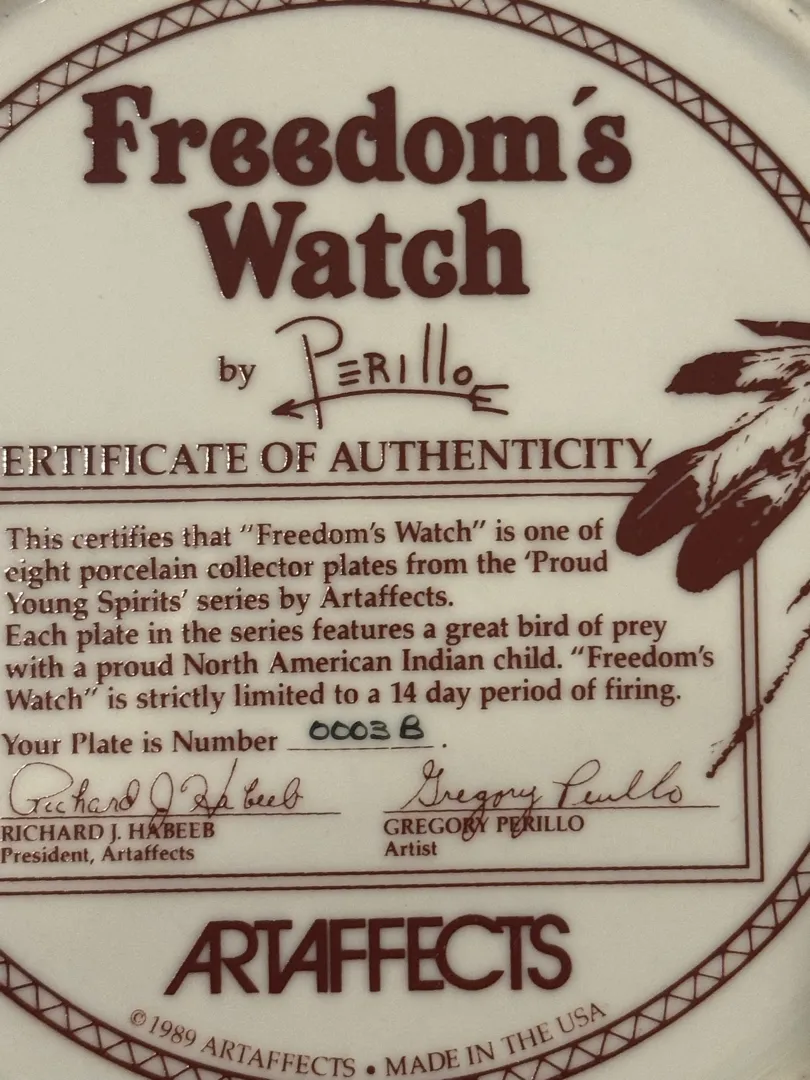 Freedom's
Watch
by PERILLO
ERTIFICATE OF AUTHENTICITY
This certifies that "Freedom's Watch" is one of
eight porcelain collector plates from the 'Proud
Young Spirits' series by Artaffects.
Each plate in the series features a great bird of prey
with a proud North American Indian child. "Freedom's
Watch" is strictly limited to a 14 day period of firing.
Your Plate is Number 0003 B .
Richard J Habeeb
Gregory Perillo
RICHARD J. HABEEB
President, Artaffects
GREGORY PERILLO
Artist
ARTAFFECTS
©1989 ARTAFFECTS • MADE IN THE USA